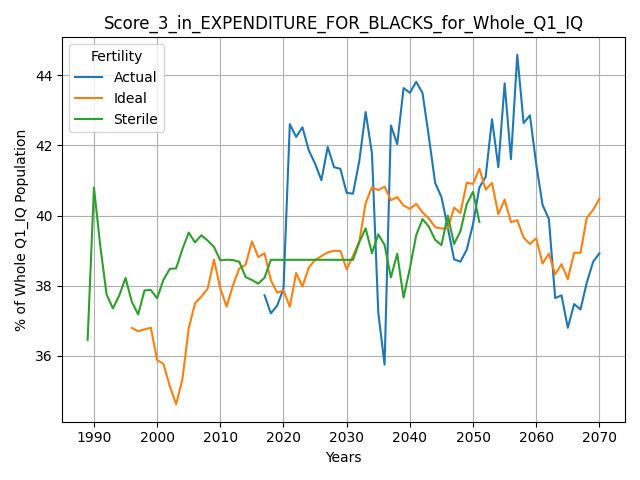 Score_3_in_EXPENDITURE_FOR_BLACKS_for_Whole_Q1_IQ
Fertility
Actual
Ideal
Sterile
% of Whole Q1_IQ Population
44
42
40
38
36
1990 2000 2010 2020 2030 2040 2050 2060 2070
Years